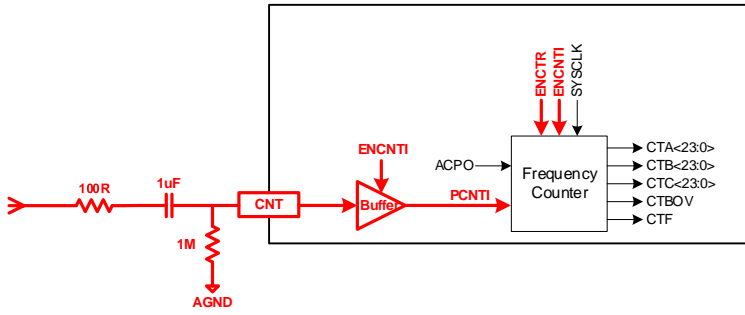 ENCTR
ENCNTI
SYSCLK
ENCNTI
ACPO
Frequency
Counter
CTA<23:0>
CTB<23:0>
CTC<23:0>
CTBOV
CTF
100R
1uF
CNT
Buffer
PCNTI
1M
AGND